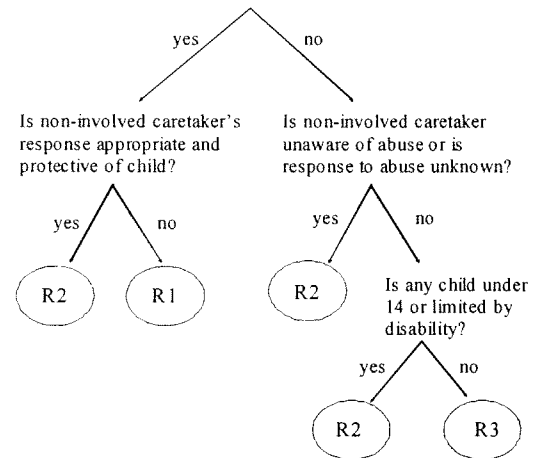 yes
no
Is non-involved caretaker's
response appropriate and
protective of child?
Is non-involved caretaker
unaware of abuse or is
response to abuse unknown?
yes
no
yes
no
R2
R1
R2
Is any child under
14 or limited by
disability?
yes
no
R2
R3